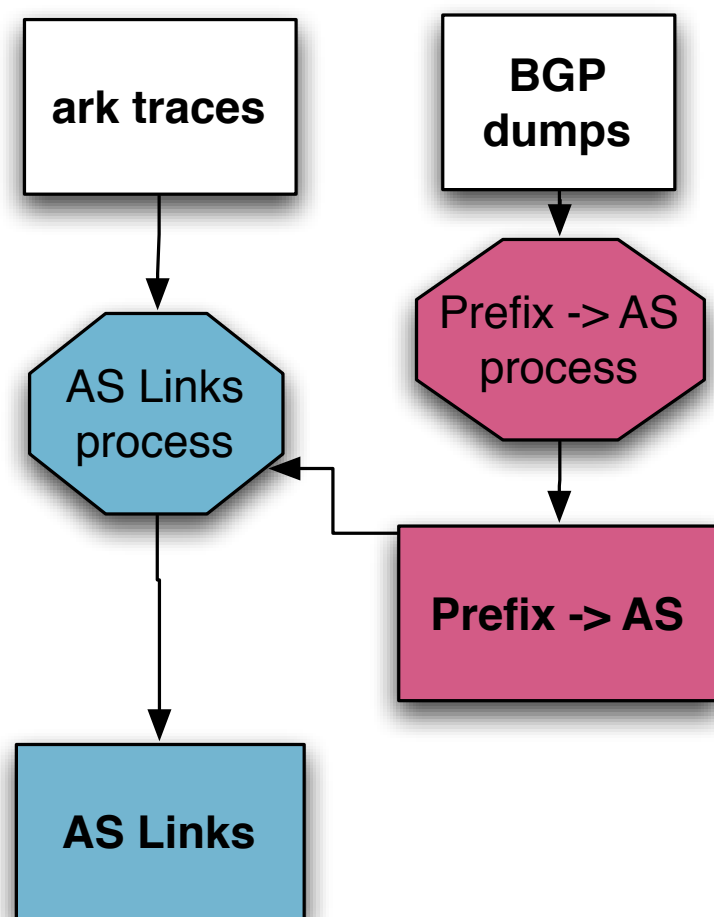 ark traces
BGP
dumps
Prefix -> AS
process
AS Links
process
Prefix -> AS
AS Links